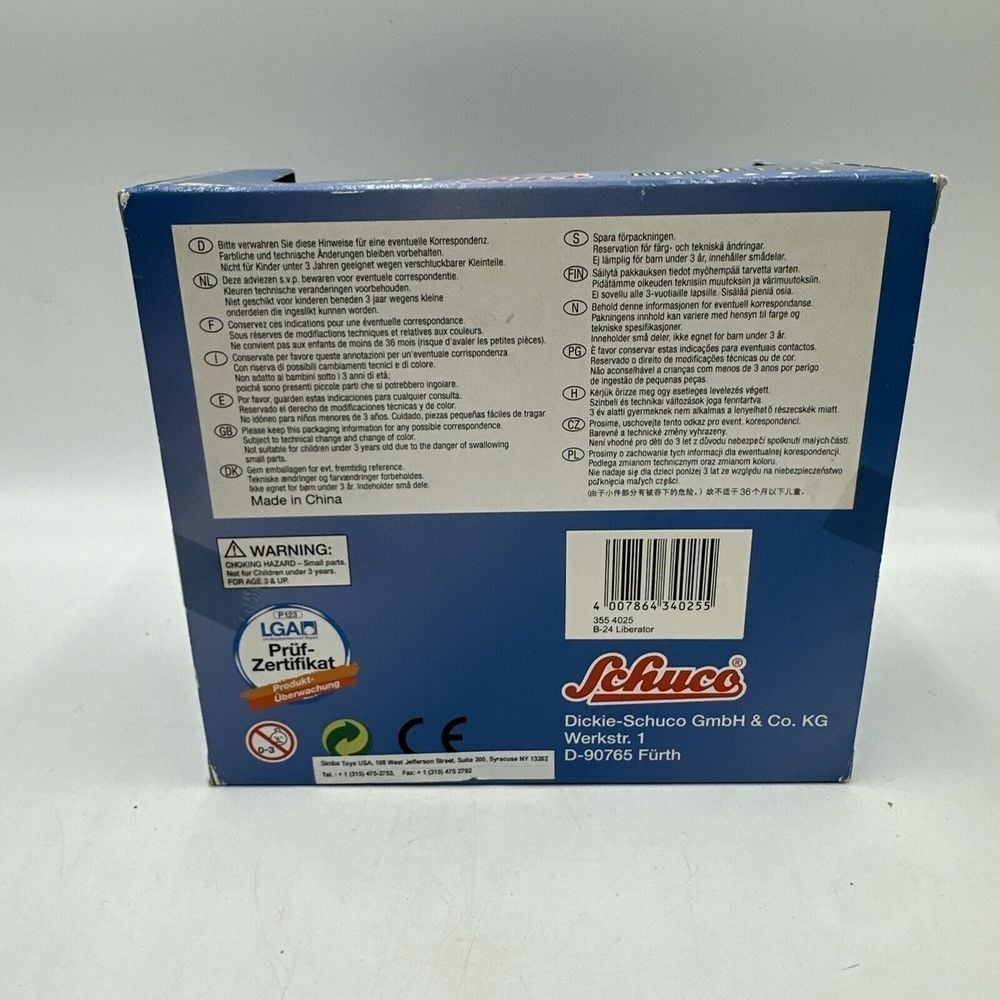 D Bitte verwahren Sie diese Hinweise für eine eventuelle Korrespondenz.
Farbliche und technische Änderungen bleiben vorbehalten.
Nicht für Kinder unter 3 Jahren geeignet wegen verschluckbarer Kleinteile.
NL Deze adviezen s.v.p. bewaren voor eventuele correspondentie.
Kleuren technische veranderingen voorbehouden.
Niet geschikt voor kinderen beneden 3 jaar wegens kleine
onderdelen die ingeslikt kunnen worden.
F Conservez ces indications pour une éventuelle correspondance.
Sous réserves de modifiactions techniques et relatives aux couleurs.
Ne convient pas aux enfants de moins de 36 mois (risque d'avaler les petites pièces).
I Conservate per favore queste annotazioni per un'eventuale corrispondenza.
Con riserva di possibili cambiamenti tecnici e di colore.
Non adatto ai bambini sotto i 3 anni di età;
poiché sono presenti piccole parti che si potrebbero ingoiare.
E Por favor, guarden estas indicaciones para cualquier consulta.
Reservado el derecho de modificaciones técnicas y de color.
No idóneo para niños menores de 3 años. Cuidado, piezas pequeñas fáciles de tragar.
GB Please keep this packaging information for any possible correspondence.
Subject to technical change and change of color.
Not suitable for children under 3 years old due to the danger of swallowing
small parts.
DK Gem emballagen for evt. fremtidig reference.
Tekniske ændringer og farvændringer forbeholdes.
Ikke egnet for børn under 3 år. Indeholder små dele.
Made in China
S Spara förpackningen.
Reservation för färg- och tekniskä ändringar.
Ej lämplig för barn under 3 år, innehåller smådelar.
FIN Säilytä pakkauksen tiedot myöhempää tarvetta varten.
Pidätämme oikeuden teknisiin muutoksiin ja värimuutoksiin.
Ei sovellu alle 3-vuotiaille lapsille. Sisälää pieniä osia.
N Behold denne informasjonen for eventuell korrespondanse.
Pakningens innhold kan variere med hensyn til farge og
tekniske spesifikasjoner.
Inneholder små deler, ikke egnet for barn under 3 år.
PG É favor conservar estas indicações para eventuais contactos.
Reservado o direito de modificações técnicas ou de cor.
Não aconselhável a crianças com menos de 3 anos por perigo
de ingestão de pequenas peças.
H Kérjük őrizze meg ogy esetleges levelezés végett.
Szinbeli és technikai változások joga fenntartva.
3 év alatti gyermeknek nem alkalmas a lenyelhető részecskék miatt.
CZ Prosíme, uschovejte tento odkaz pro event. korespondenci.
Barevné a technické změny vyhrazeny.
Není vhodné pro děti do 3 let z důvodu nebezpečí spolknutí malých částí.
PL Prosimy o zachowanie tych informacji dla ewentualnej korespondencji.
Podlega zmianom technicznym oraz zmianom koloru.
Nie nadaje się dla dzieci poniżej 3 lat ze względu na niebezpieczeństwo
połknięcia małych części.
(由于小件部分有被吞下的危险。) 故不适于36个月以下儿童。
WARNING:
CHOKING HAZARD – Small parts.
Not for Children under 3 years.
FOR AGE 3 & UP.
P123
LGA
Prüf-
Zertifikat
Produkt-
Überwachung
0-3
CE
Simba Toys USA, 108 West Jefferson Street, Suite 300, Syracuse NY 13202
Tel. : + 1 (315) 475-2753, Fax: + 1 (315) 475 2792
4 007864 340255
355 4025
B-24 Liberator
Schuco®
Dickie-Schuco GmbH & Co. KG
Werkstr. 1
D-90765 Fürth